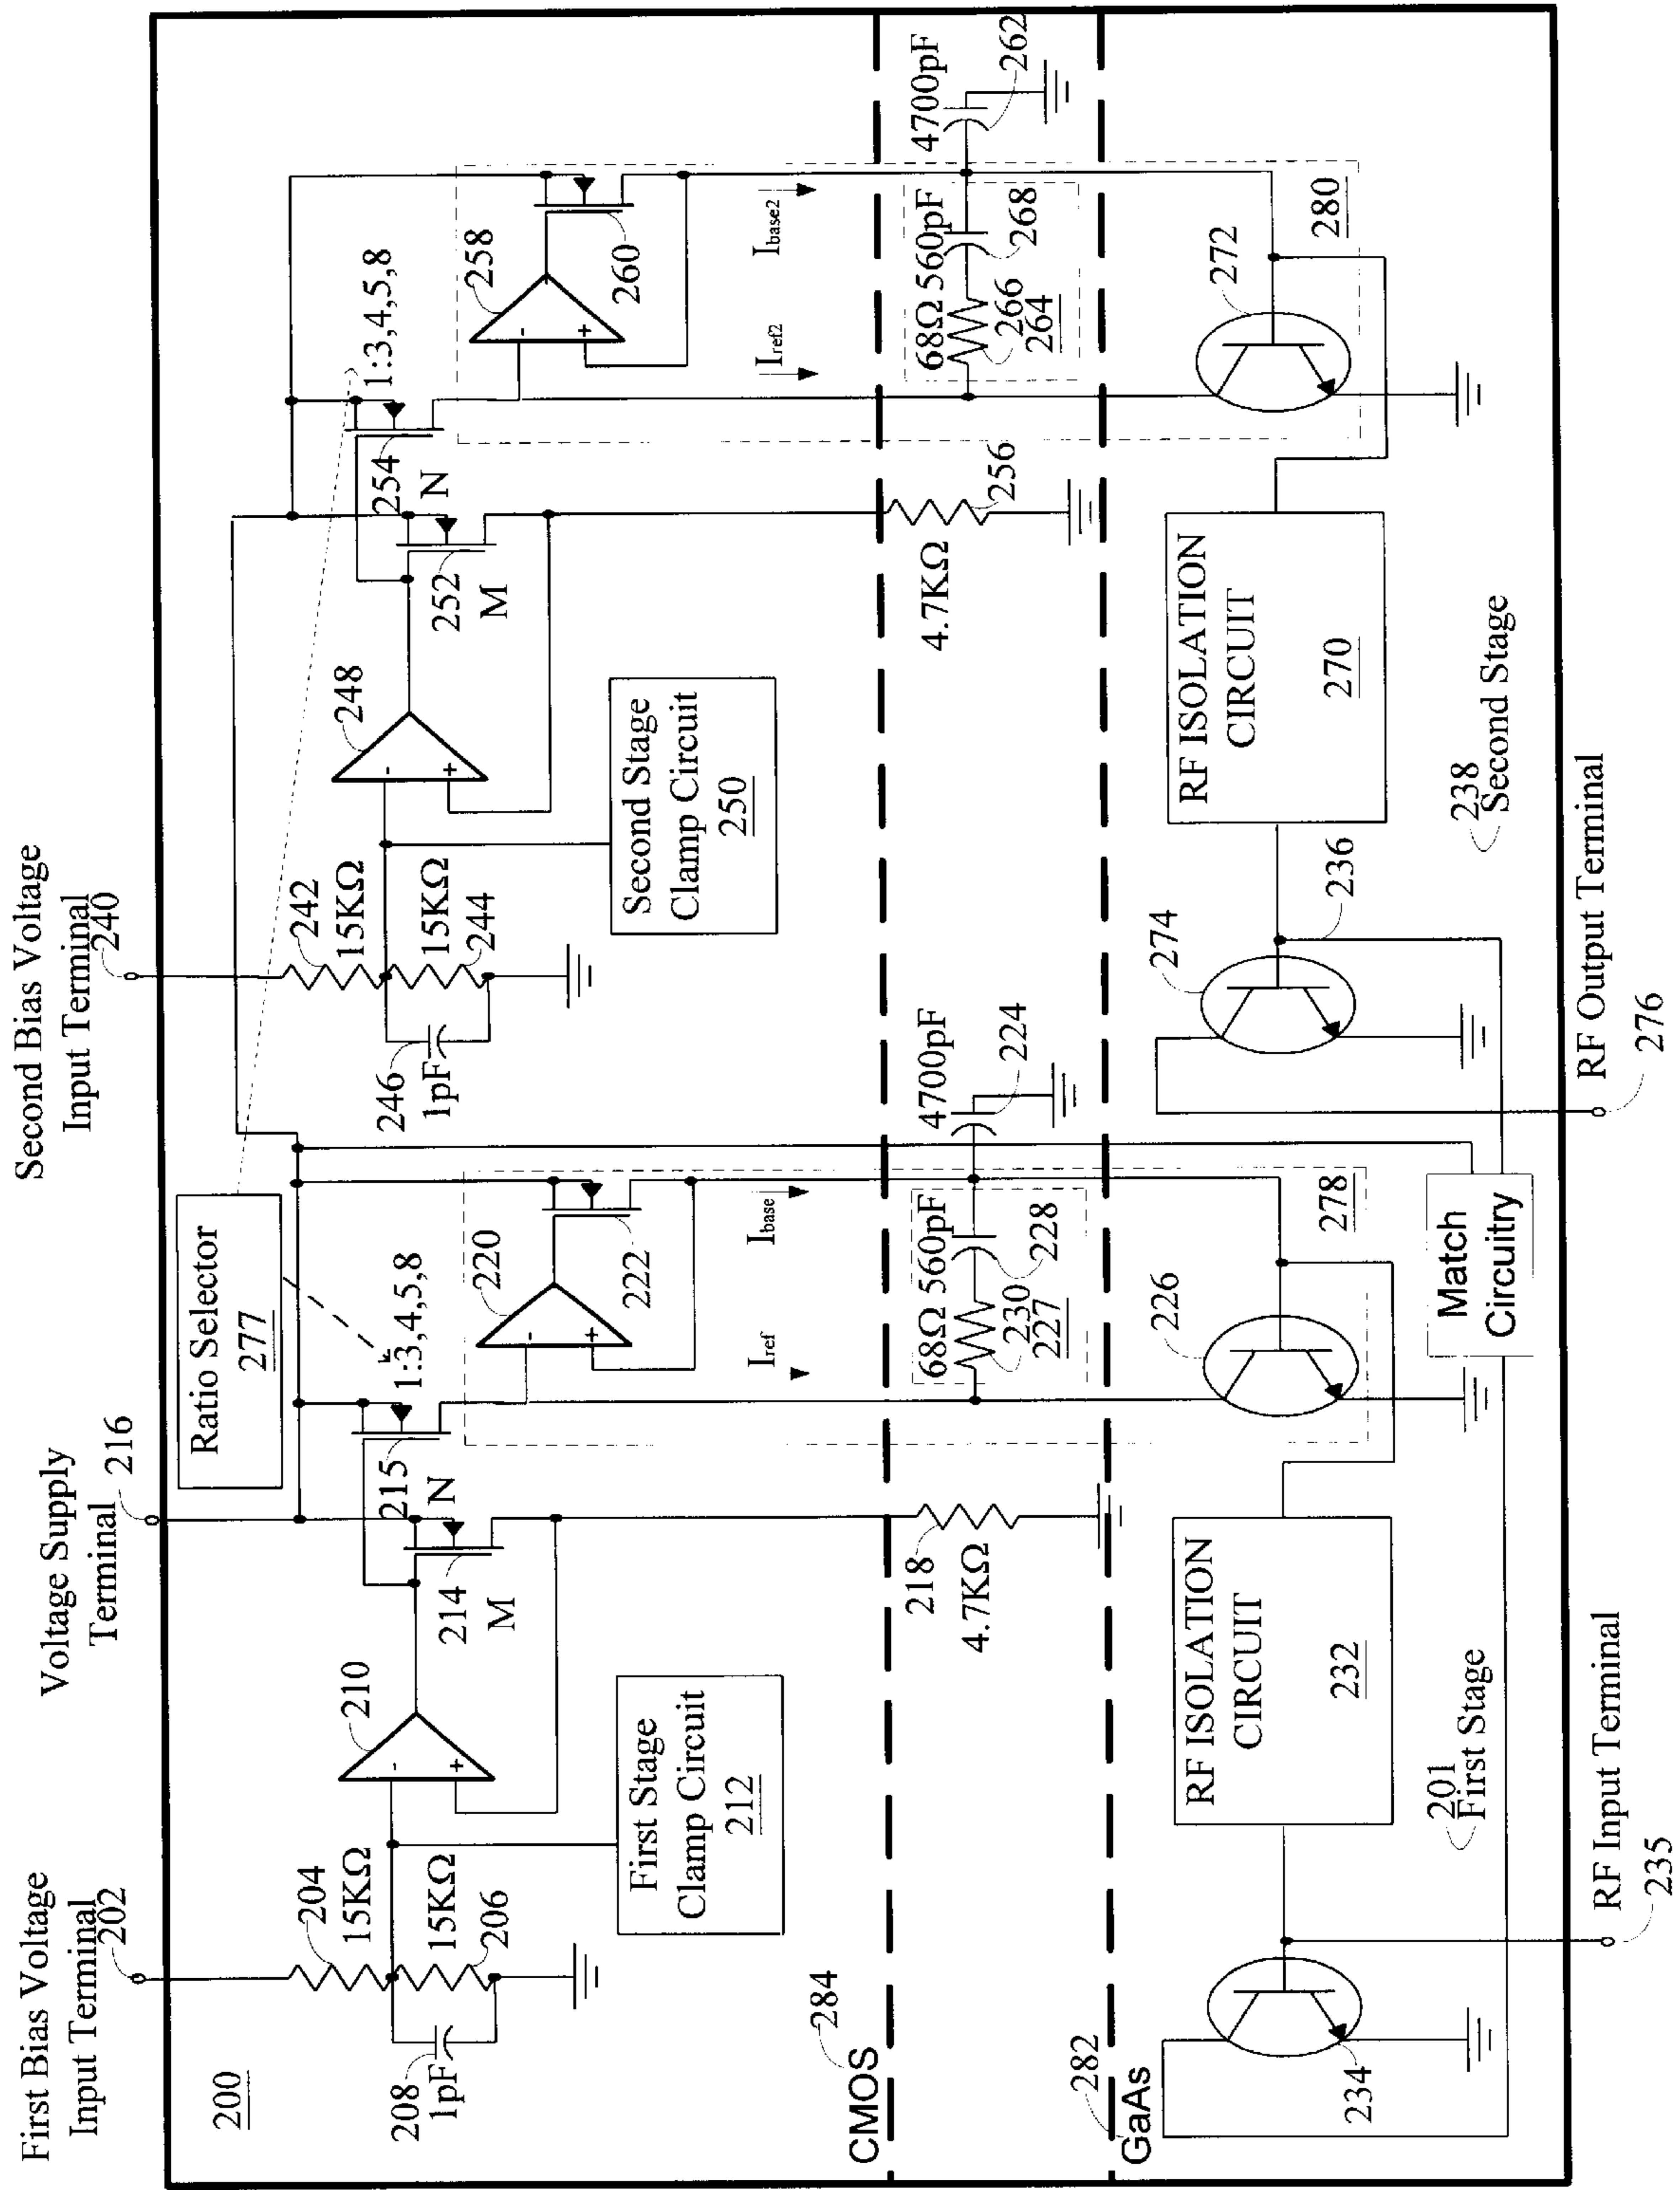 First Bias Voltage
Input Terminal
202
Voltage Supply
Terminal
216
Second Bias Voltage
Input Terminal
240
200
204
15KΩ
15KΩ
206
208
1pF
210
-
+
First Stage
Clamp Circuit
212
214
M
215
N
Ratio Selector
277
1:3,4,5,8
220
-
+
222
Iref
Ibase
218
4.7KΩ
68Ω
560pF
230
228
227
4700pF
224
242
15KΩ
15KΩ
244
246
1pF
248
-
+
Second Stage
Clamp Circuit
250
252
M
254
N
1:3,4,5,8
258
-
+
260
Iref2
Ibase2
4.7KΩ
256
68Ω
560pF
266
268
264
4700pF
262
284
CMOS
282
GaAs
234
RF ISOLATION
CIRCUIT
232
201
First Stage
226
278
Match
Circuitry
274
236
RF ISOLATION
CIRCUIT
270
238
Second Stage
272
280
RF Input Terminal
235
RF Output Terminal
276